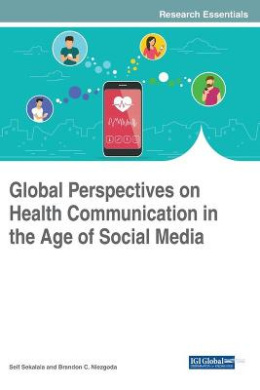 Research Essentials
Global Perspectives on
Health Communication in
the Age of Social Media
Seif Sekalala and Brandon C. Niezgoda
IGI Global